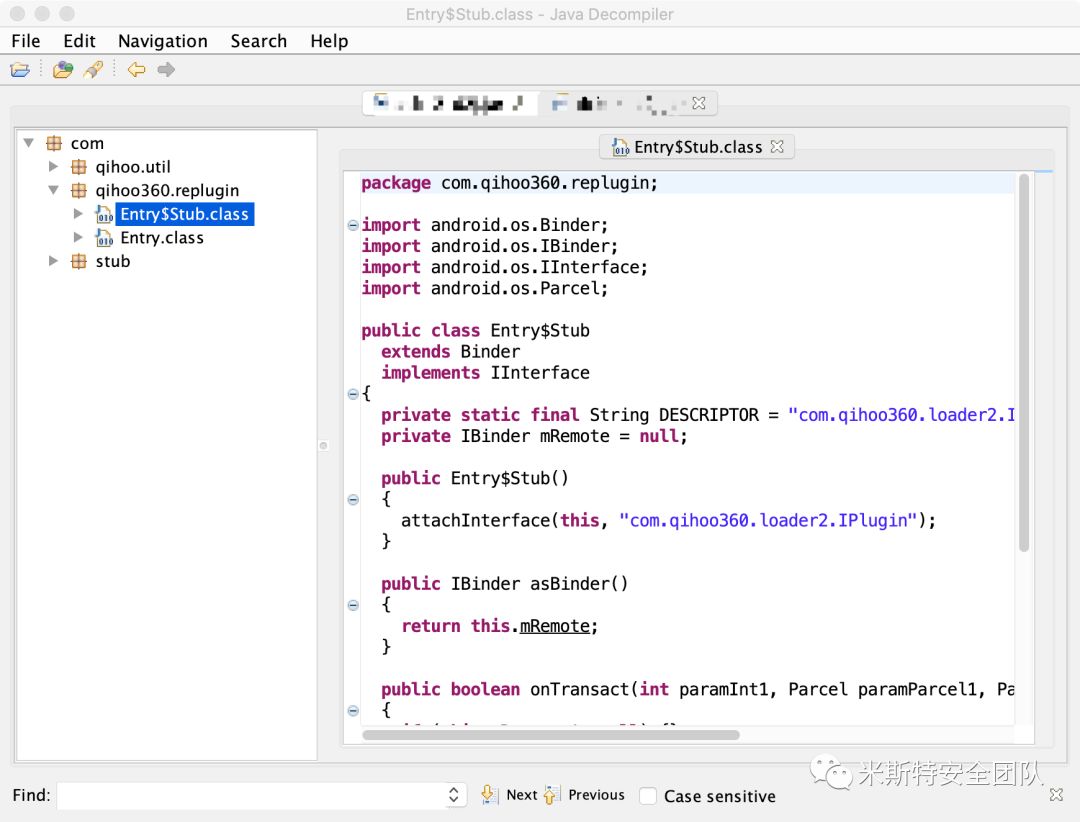 Entry$Stub.class - Java Decompiler
File Edit Navigation Search Help
com
qihoo.util
qihoo360.replugin
Entry$Stub.class
Entry.class
stub
Entry$Stub.class
package com.qihoo360.replugin;
import android.os.Binder;
import android.os.IBinder;
import android.os.IInterface;
import android.os.Parcel;
public class Entry$Stub
extends Binder
implements IInterface
{
private static final String DESCRIPTOR = "com.qihoo360.loader2.I
private IBinder mRemote = null;
public Entry$Stub()
{
attachInterface(this, "com.qihoo360.loader2.IPlugin");
}
public IBinder asBinder()
{
return this.mRemote;
}
public boolean onTransact(int paramInt1, Parcel paramParcel1, Pa
{
米斯特安全团队
Find: Next Previous Case sensitive